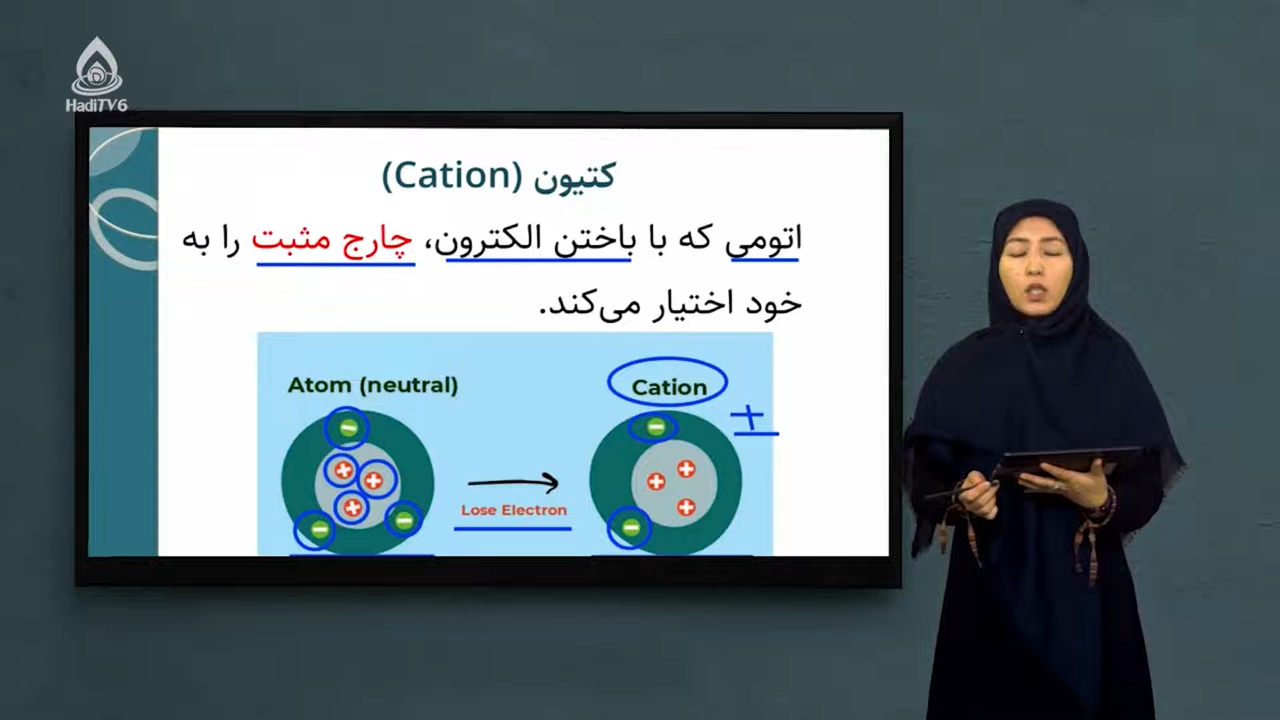 HadiTV6
کتیون (Cation)
اتومی که با باختن الکترون، چارج مثبت را به
خود اختیار می‌کند.
Atom (neutral)
Cation
+
Lose Electron